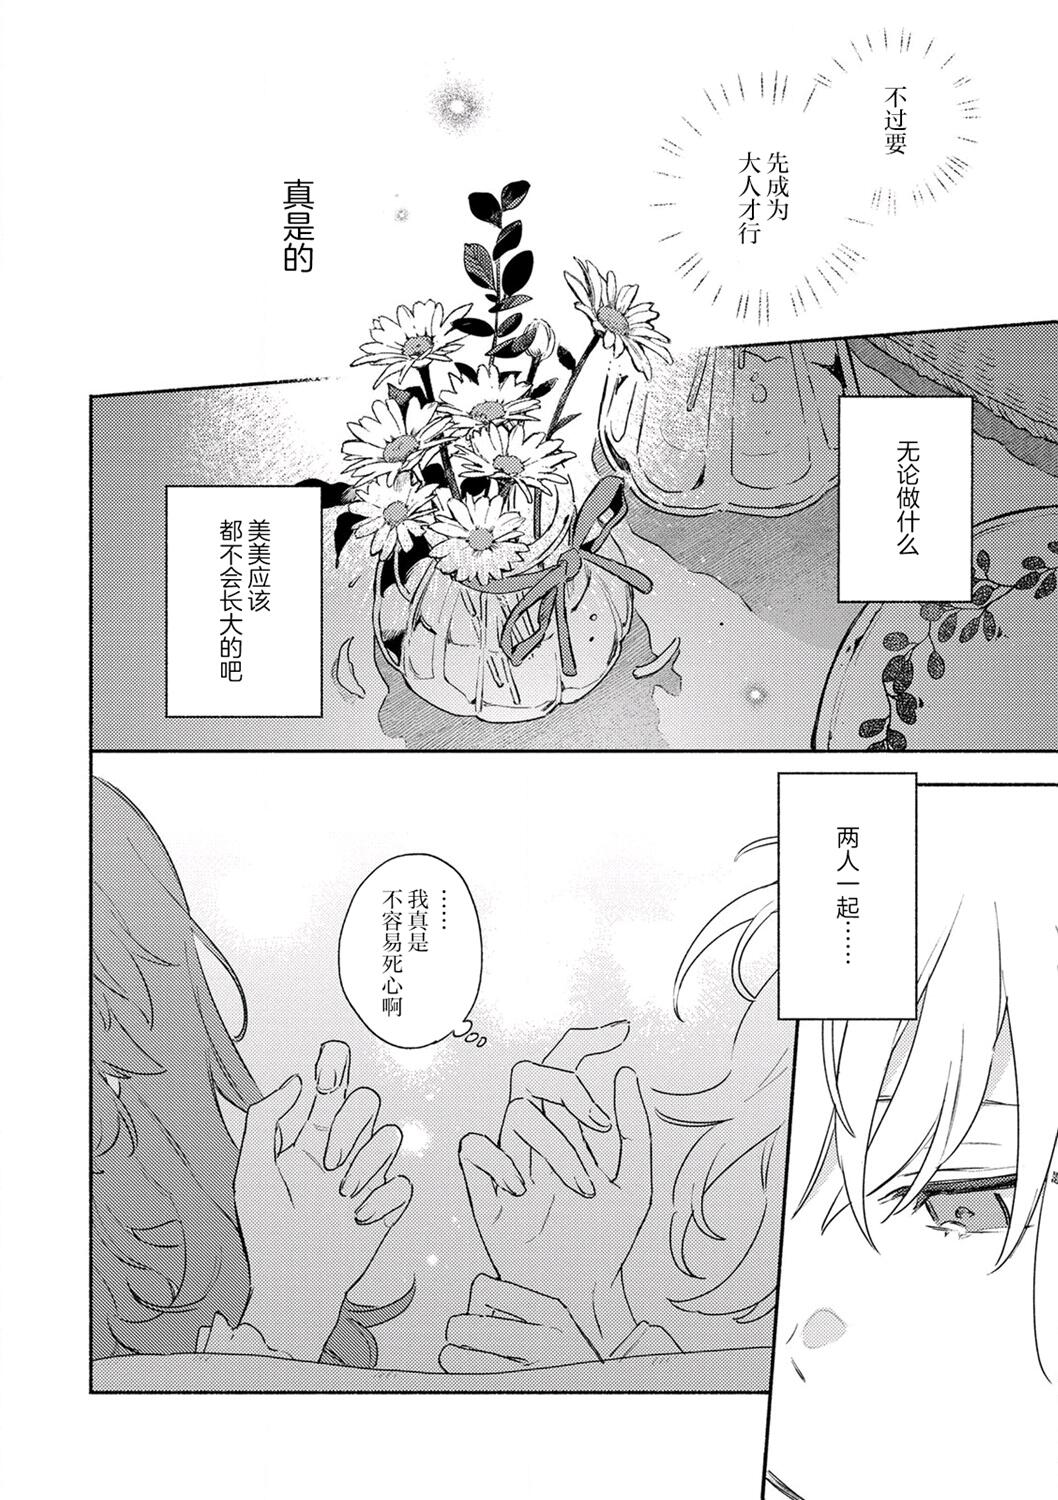 不过要
先成为
大人才行
真是的
无论做什么
美美应该
都不会长大的吧
两人一起……
……
我真是
不容易死心啊